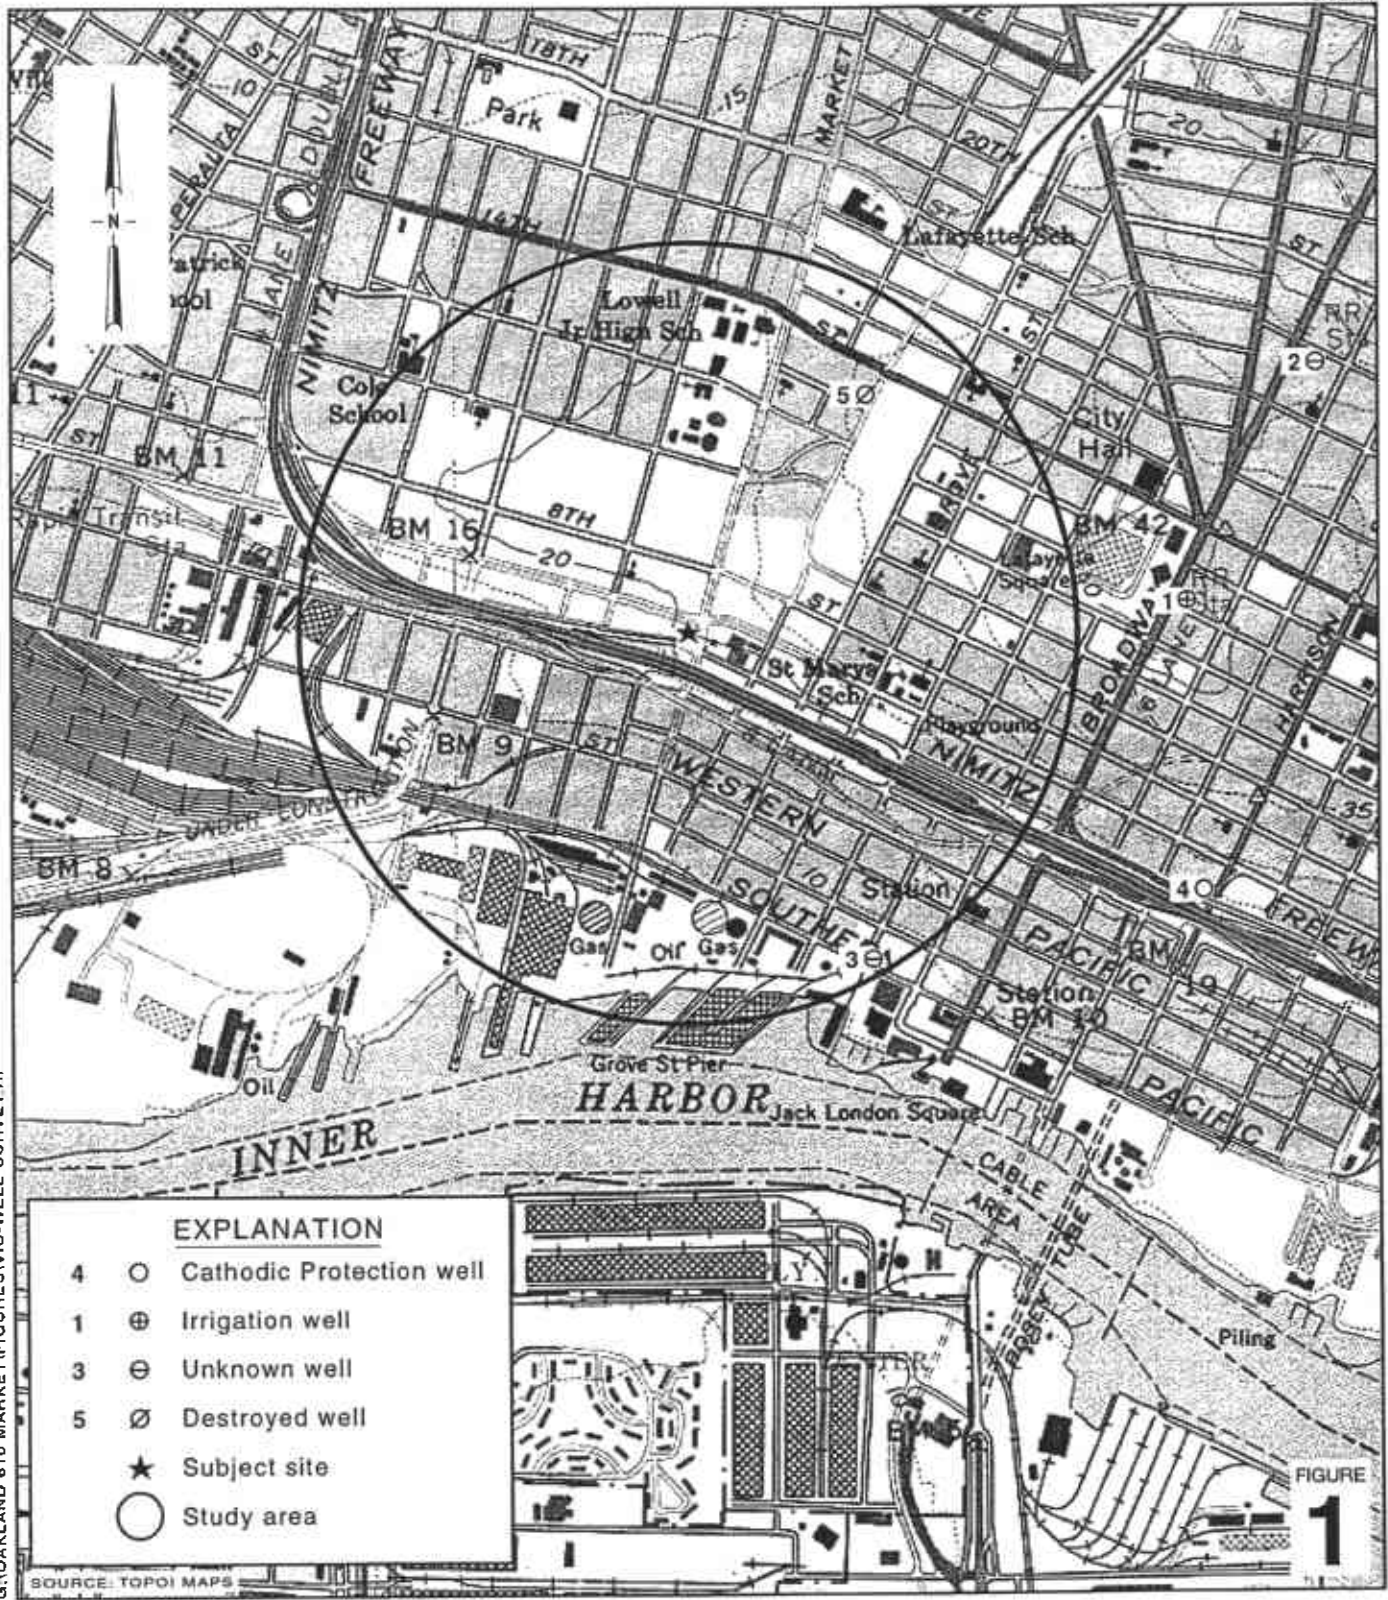 18TH
ST
10
FREEWAY
MARKET
15
Park
20TH
20
PERALTA
ST
14TH
Lafayette Sch
ST
N
NIMITZ
Lowell
Jr High Sch
ST
ST
2
Cole
School
5
11
City
Hall
ST
BM 11
BM 16
8TH
BM 42
Rapid Transit
Sta
20
Lafayette
Square
ST
1
BROADWAY
HARRISON
St Marys
Sch
Playground
BM 9
ST
WESTERN
NIMITZ
35
UNDER CONSTRUCTION
BM 8
10
SOUTHERN
Station
4
FREEWAY
Gas
Oil
Gas
3
PACIFIC
BM
19
Station
BM 10
Oil
Grove St Pier
HARBOR
Jack London Square
PACIFIC
INNER
CABLE
AREA
POSEY TUBE
Piling
EXPLANATION
4 Cathodic Protection well
1 Irrigation well
3 Unknown well
5 Destroyed well
Subject site
Study area
SOURCE: TOPO! MAPS
FIGURE
1